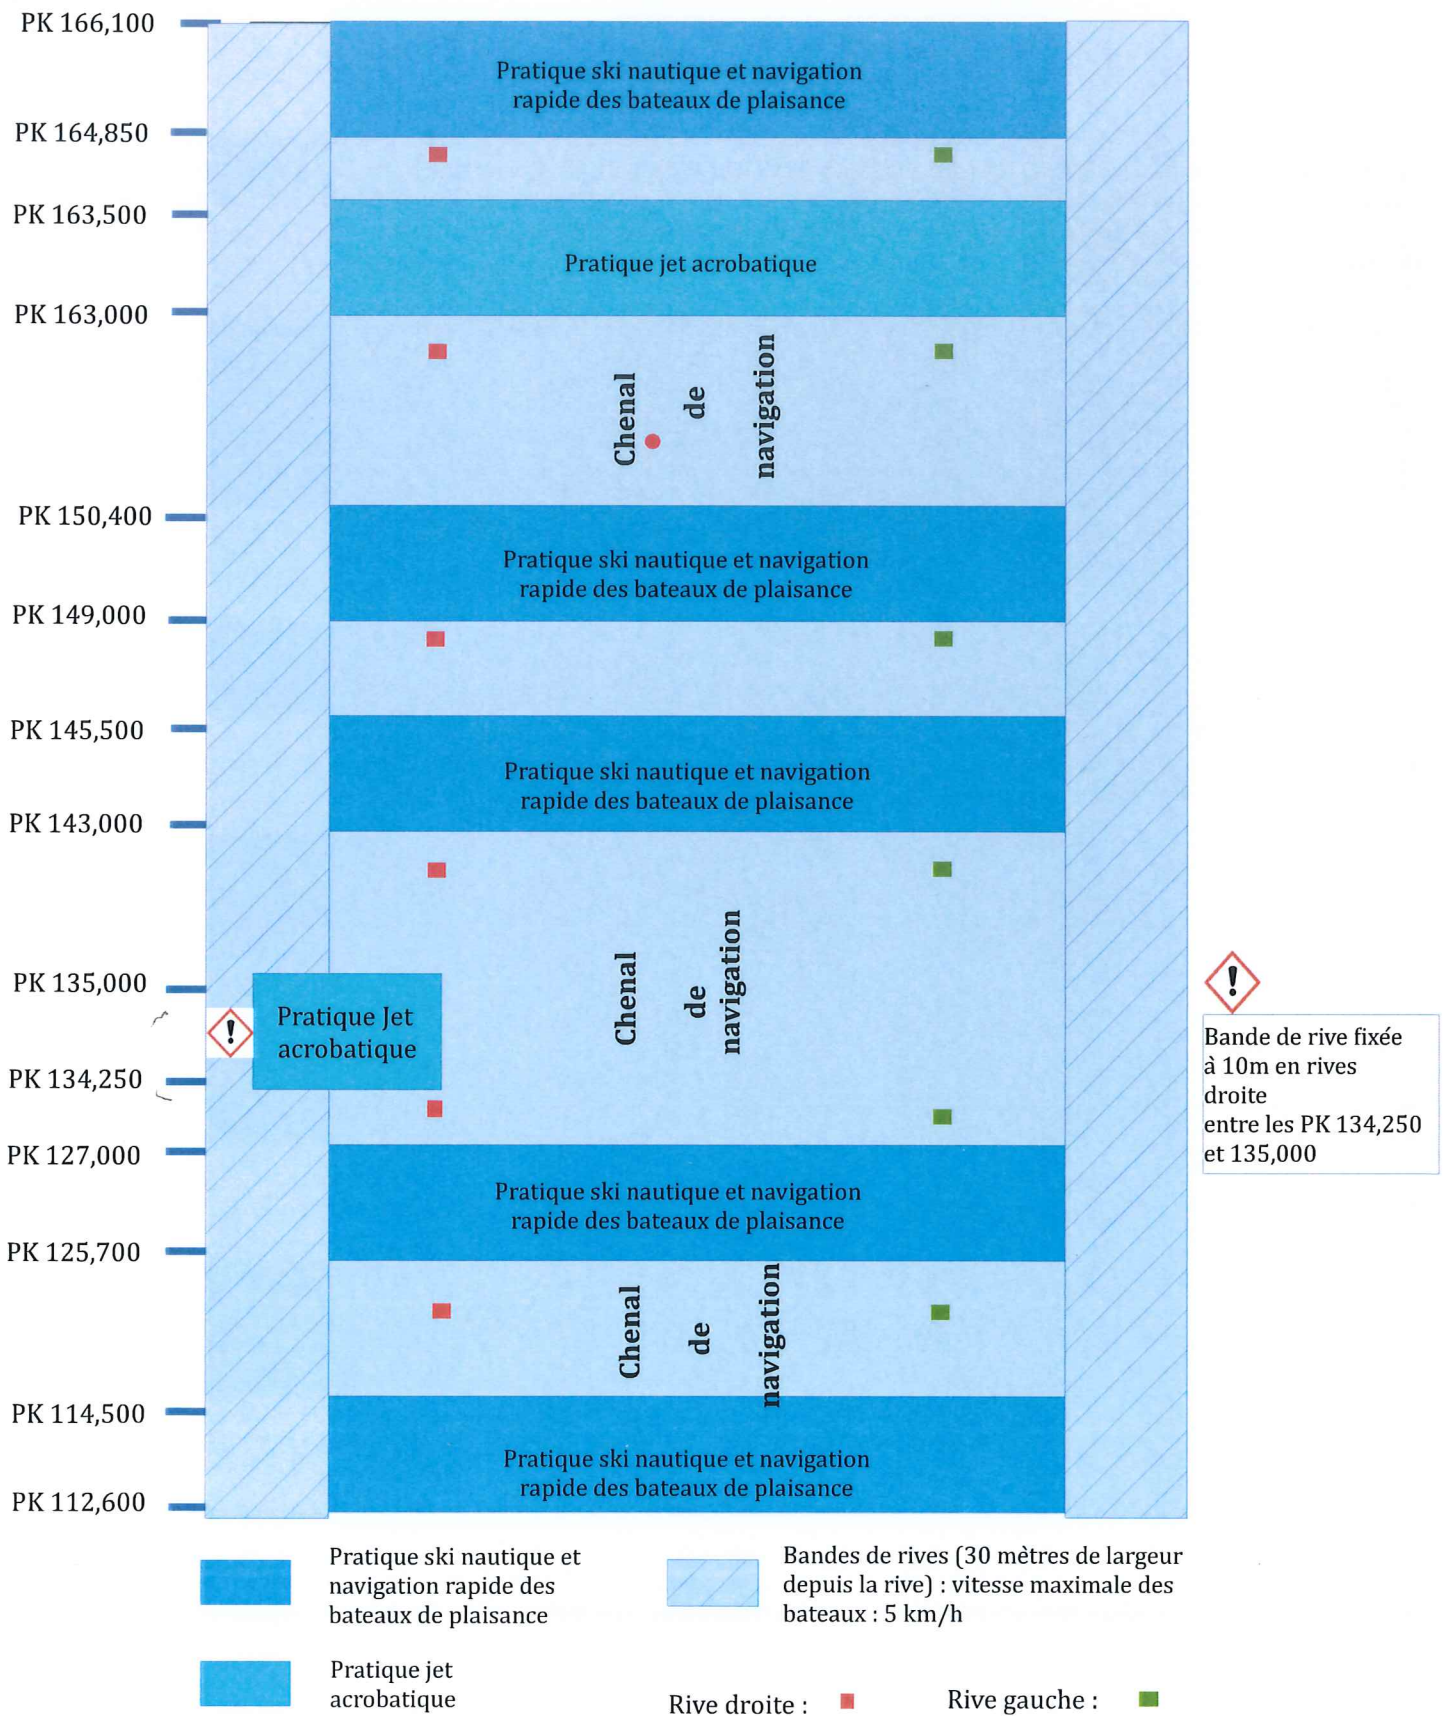 PK 166,100
Pratique ski nautique et navigation
rapide des bateaux de plaisance
PK 164,850
PK 163,500
Pratique jet acrobatique
PK 163,000
Chenal
de
navigation
PK 150,400
Pratique ski nautique et navigation
rapide des bateaux de plaisance
PK 149,000
PK 145,500
Pratique ski nautique et navigation
rapide des bateaux de plaisance
PK 143,000
Chenal
de
navigation
PK 135,000
!
Pratique Jet
acrobatique
PK 134,250
!
Bande de rive fixée
à 10m en rives
droite
entre les PK 134,250
et 135,000
PK 127,000
Pratique ski nautique et navigation
rapide des bateaux de plaisance
PK 125,700
Chenal
de
navigation
PK 114,500
Pratique ski nautique et navigation
rapide des bateaux de plaisance
PK 112,600
Pratique ski nautique et
navigation rapide des
bateaux de plaisance
Bandes de rives (30 mètres de largeur
depuis la rive) : vitesse maximale des
bateaux : 5 km/h
Pratique jet
acrobatique
Rive droite :
Rive gauche :